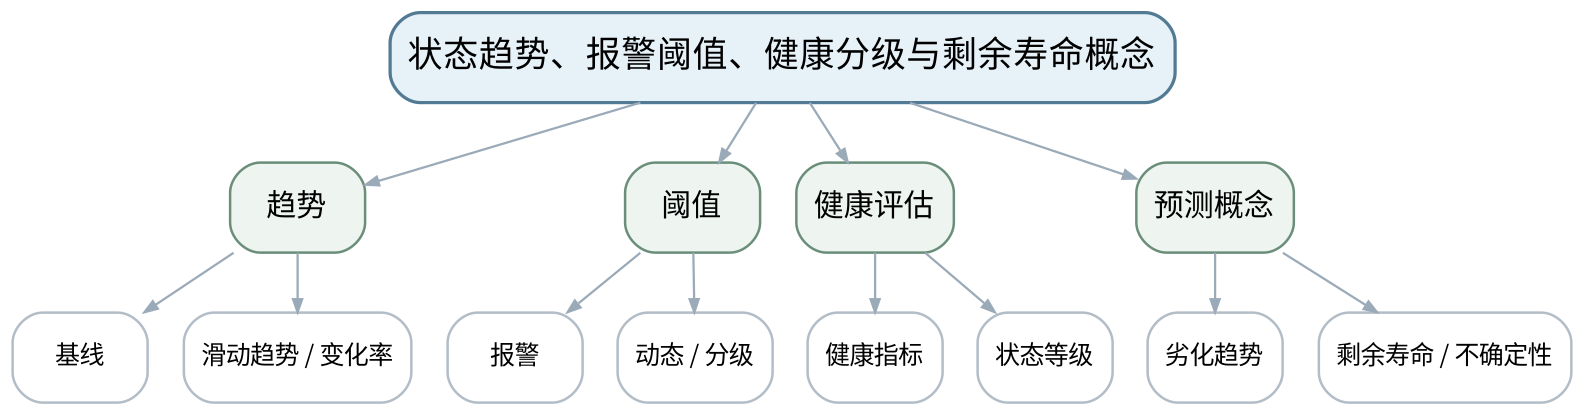 状态趋势、报警阈值、健康分级与剩余寿命概念
趋势
阈值
健康评估
预测概念
基线
滑动趋势 / 变化率
报警
动态 / 分级
健康指标
状态等级
劣化趋势
剩余寿命 / 不确定性